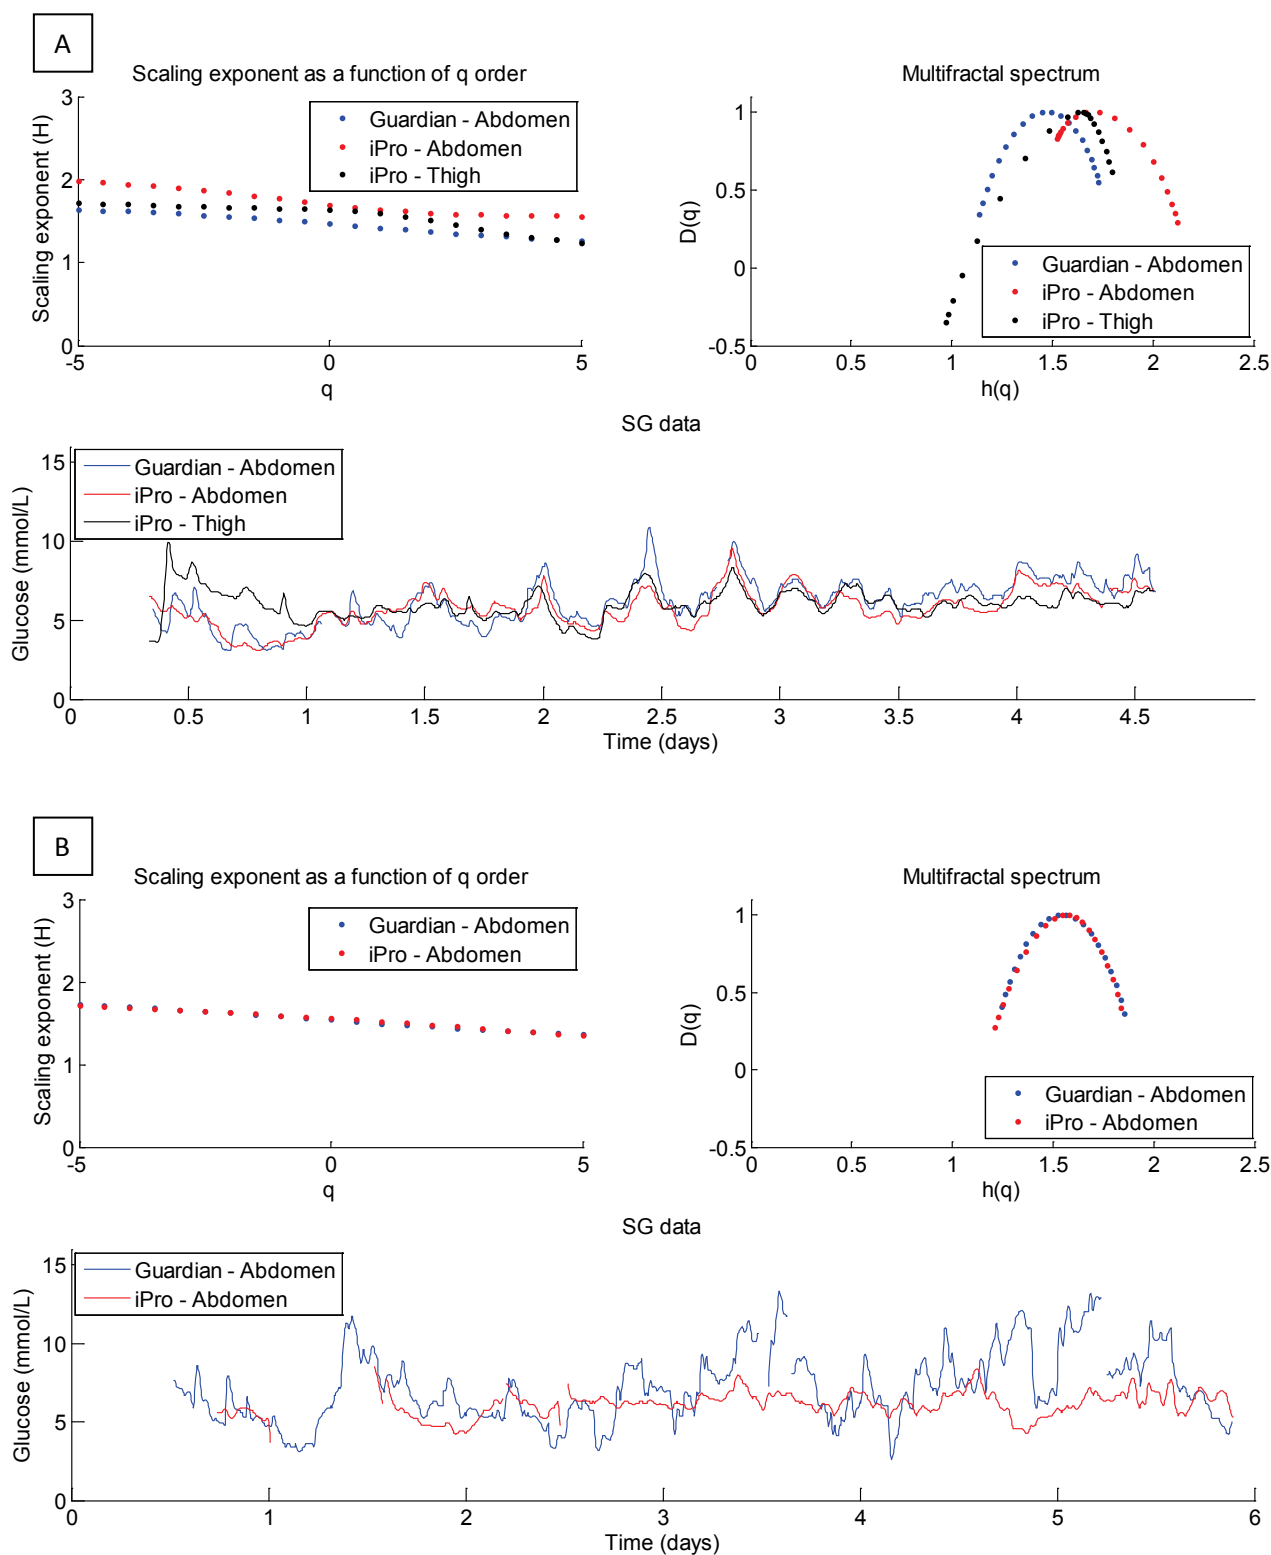 A
Scaling exponent as a function of q order
3
2
1
0
Scaling exponent (H)
-5
0
5
q
Guardian - Abdomen
iPro - Abdomen
iPro - Thigh
Multifractal spectrum
1
0.5
0
-0.5
D(q)
0
0.5
1
1.5
2
2.5
h(q)
Guardian - Abdomen
iPro - Abdomen
iPro - Thigh
SG data
15
10
5
0
Glucose (mmol/L)
Guardian - Abdomen
iPro - Abdomen
iPro - Thigh
0
0.5
1
1.5
2
2.5
3
3.5
4
4.5
Time (days)
B
Scaling exponent as a function of q order
3
2
1
0
Scaling exponent (H)
-5
0
5
q
Guardian - Abdomen
iPro - Abdomen
Multifractal spectrum
1
0.5
0
-0.5
D(q)
0
0.5
1
1.5
2
2.5
h(q)
Guardian - Abdomen
iPro - Abdomen
SG data
15
10
5
0
Glucose (mmol/L)
Guardian - Abdomen
iPro - Abdomen
0
1
2
3
4
5
6
Time (days)